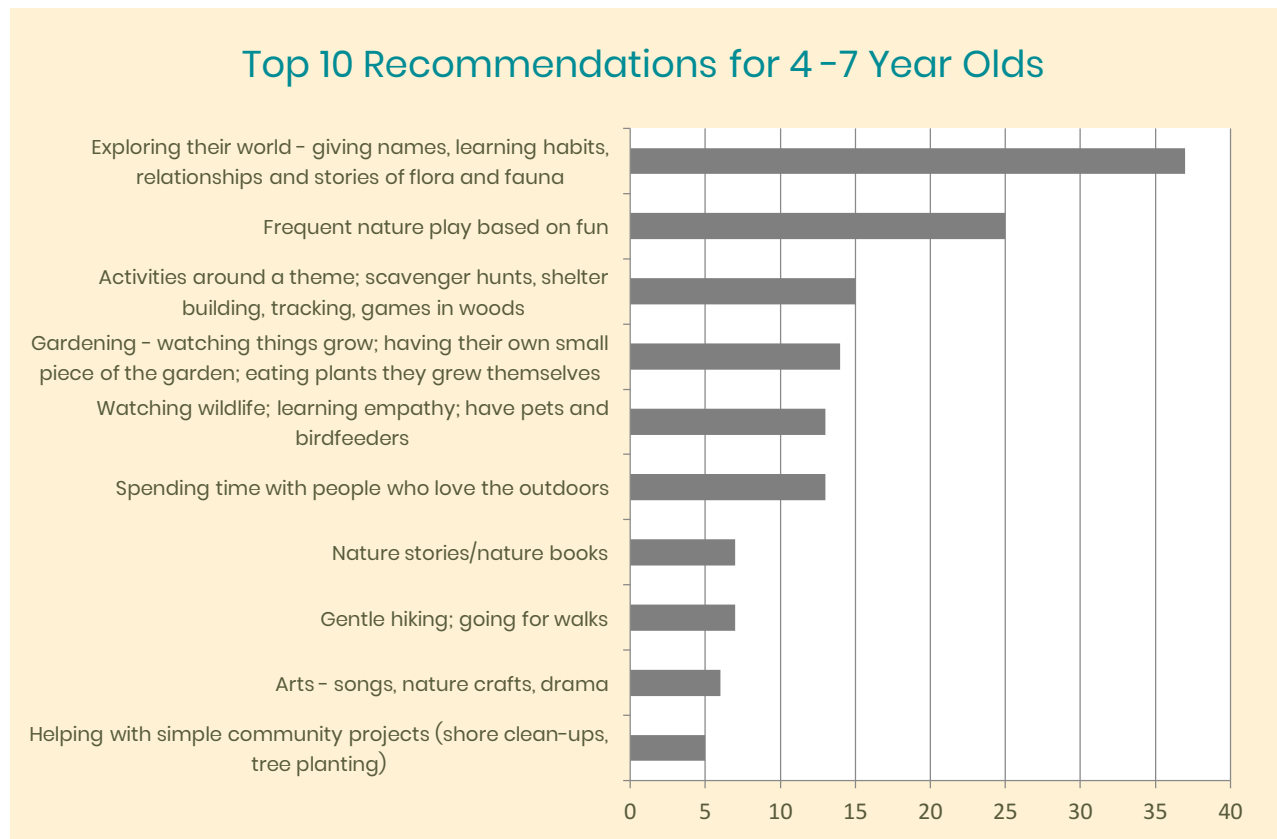 Top 10 Recommendations for 4 -7 Year Olds
Exploring their world - giving names, learning habits,
relationships and stories of flora and fauna
Frequent nature play based on fun
Activities around a theme; scavenger hunts, shelter
building, tracking, games in woods
Gardening - watching things grow; having their own small
piece of the garden; eating plants they grew themselves
Watching wildlife; learning empathy; have pets and
birdfeeders
Spending time with people who love the outdoors
Nature stories/nature books
Gentle hiking; going for walks
Arts - songs, nature crafts, drama
Helping with simple community projects (shore clean-ups,
tree planting)
0 5 10 15 20 25 30 35 40